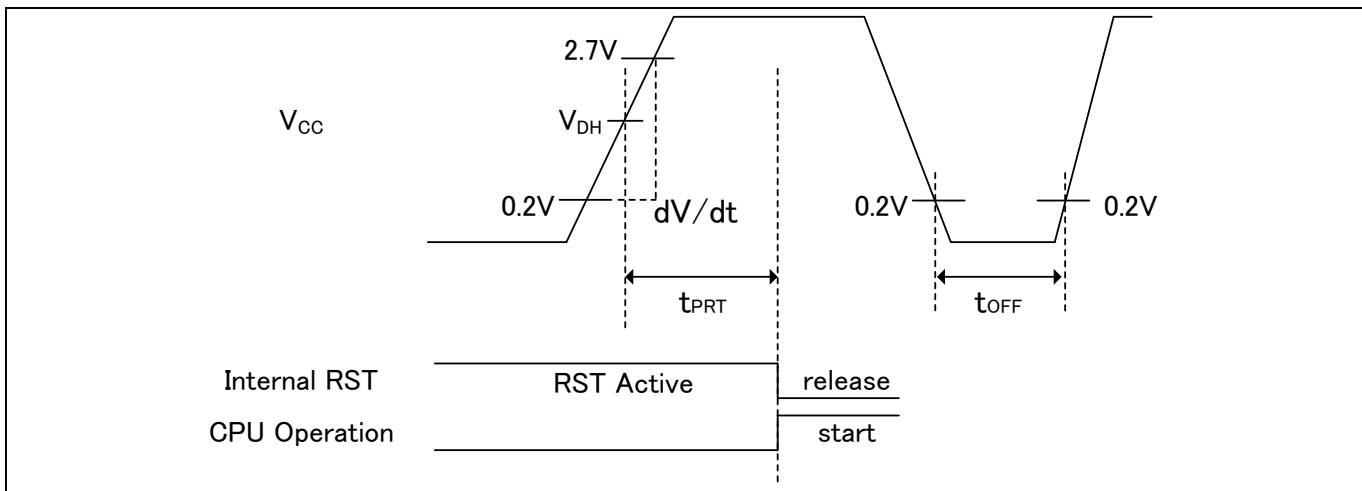 2.7V
VCC
VDH
0.2V
dV/dt
0.2V
0.2V
tPRT
tOFF
Internal RST
RST Active
release
CPU Operation
start